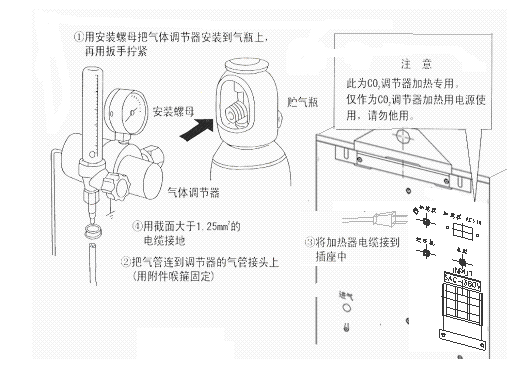 ①用安装螺母把气体调节器安装到气瓶上,
再用扳手拧紧
注 意
此为CO₂调节器加热专用。
仅作为CO₂调节器加热用电源使
用，请勿他用。
安装螺母
贮气瓶
气体调节器
④用截面大于1.25mm²的
电缆接地
②把气管连到调节器的气管接头上
(用附件喉箍固定)
③将加热器电缆接到
插座中
进气